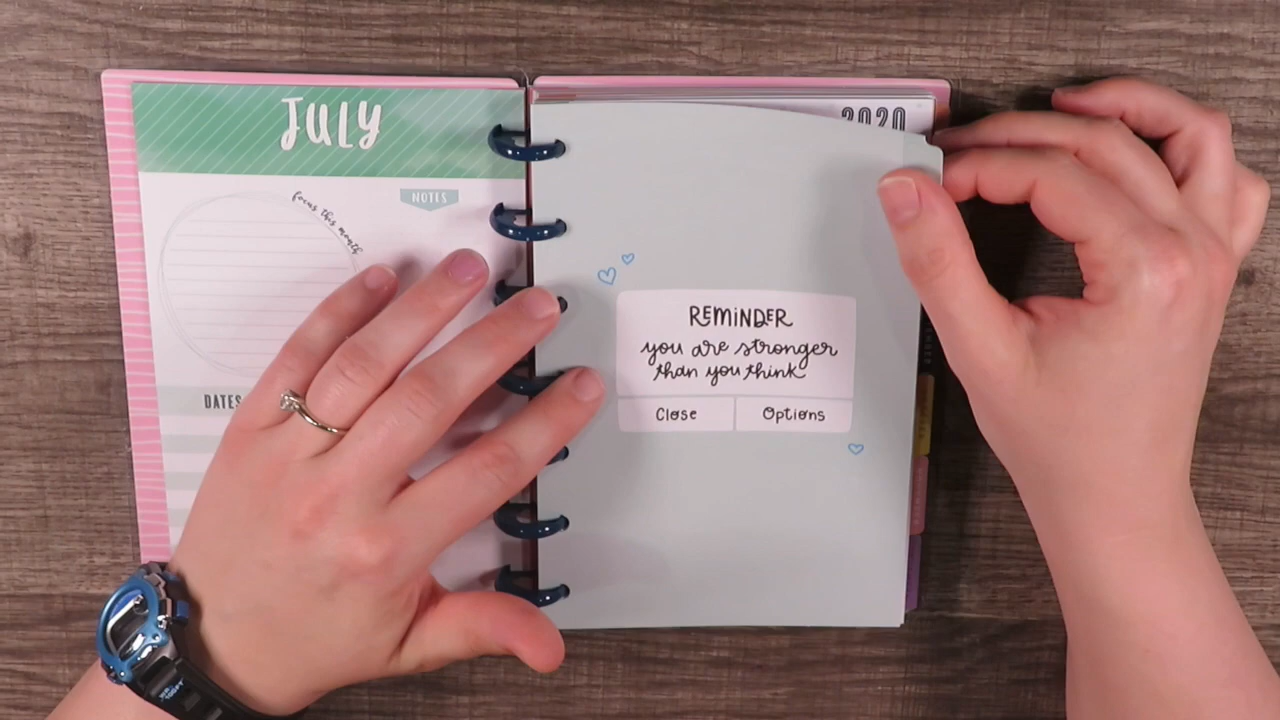 JULY
NOTES
focus this month
DATES
2020
REMINDER
you are stronger
than you think
Close
Options